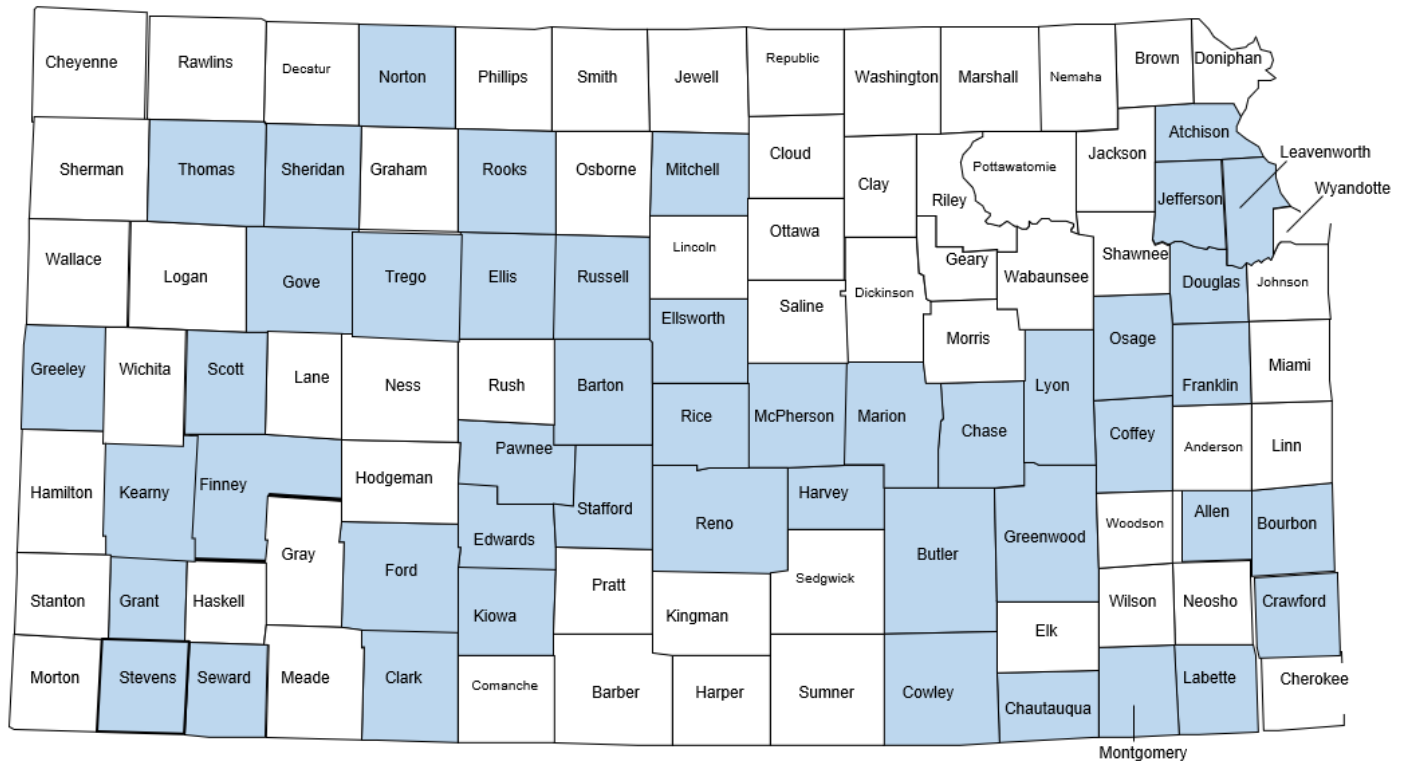 Cheyenne
Rawlins
Decatur
Norton
Phillips
Smith
Jewell
Republic
Washington
Marshall
Nemaha
Brown
Doniphan
Sherman
Thomas
Sheridan
Graham
Rooks
Osborne
Mitchell
Cloud
Clay
Riley
Pottawatomie
Jackson
Atchison
Leavenworth
Wyandotte
Jefferson
Wallace
Logan
Gove
Trego
Ellis
Russell
Lincoln
Ottawa
Saline
Dickinson
Geary
Wabaunsee
Shawnee
Douglas
Johnson
Greeley
Wichita
Scott
Lane
Ness
Rush
Barton
Ellsworth
Rice
McPherson
Marion
Morris
Chase
Lyon
Osage
Franklin
Miami
Coffey
Anderson
Linn
Hamilton
Kearny
Finney
Hodgeman
Pawnee
Stafford
Edwards
Reno
Harvey
Butler
Greenwood
Woodson
Allen
Bourbon
Stanton
Grant
Haskell
Gray
Ford
Kiowa
Pratt
Kingman
Sedgwick
Elk
Wilson
Neosho
Crawford
Morton
Stevens
Seward
Meade
Clark
Comanche
Barber
Harper
Sumner
Cowley
Chautauqua
Montgomery
Labette
Cherokee